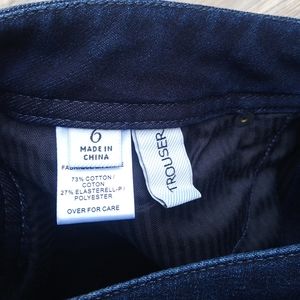 6
MADE IN
CHINA
73% COTTON /
COTON
27% ELASTERELL-P /
POLYESTER
OVER FOR CARE
TROUSER